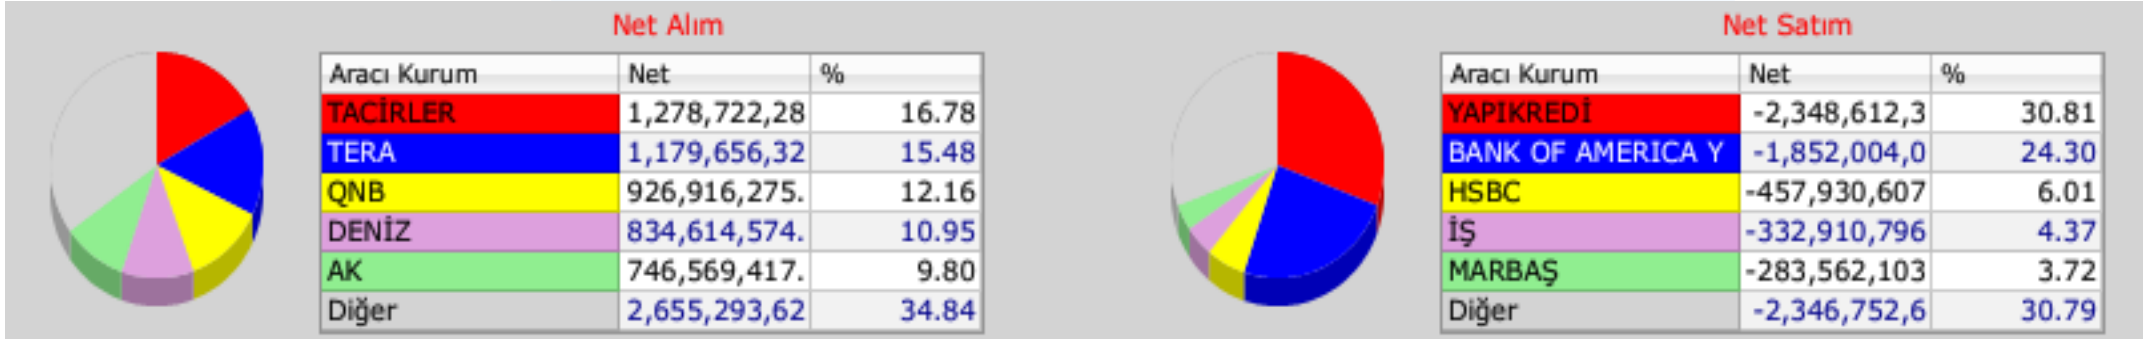 Net Alım
Aracı Kurum Net %
TACİRLER 1,278,722,28 16.78
TERA 1,179,656,32 15.48
QNB 926,916,275. 12.16
DENİZ 834,614,574. 10.95
AK 746,569,417. 9.80
Diğer 2,655,293,62 34.84
Net Satım
Aracı Kurum Net %
YAPIKREDİ -2,348,612,3 30.81
BANK OF AMERICA Y -1,852,004,0 24.30
HSBC -457,930,607 6.01
İŞ -332,910,796 4.37
MARBAŞ -283,562,103 3.72
Diğer -2,346,752,6 30.79